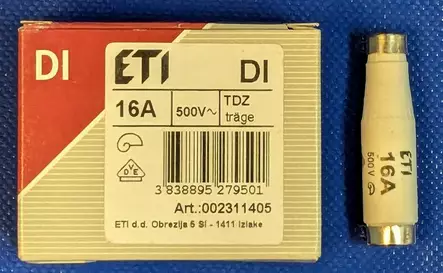 DI
ETI
DI
16A
500V~
TDZ
träge
VDE
3 838895 279501
Art.:002311405
ETI d.d. Obrezija 5 SI - 1411 Izlake
ETI
16A
500 V